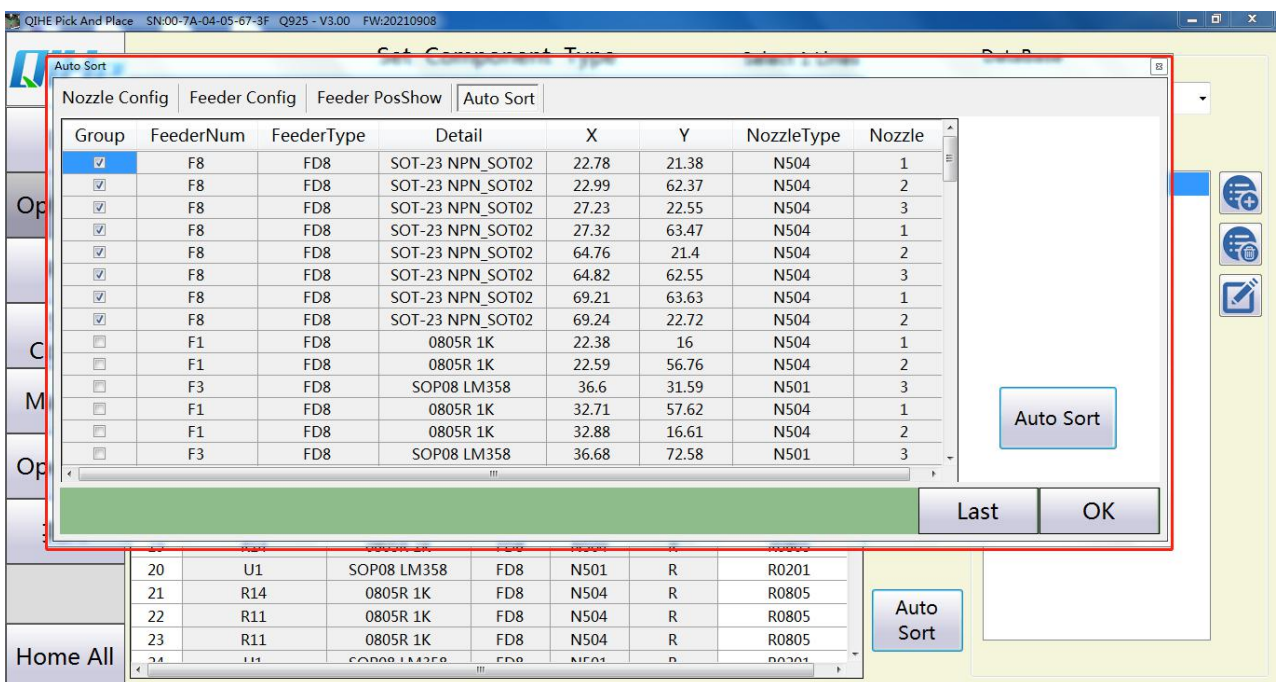 QIHE Pick And Place SN:00-7A-04-05-67-3F Q925 - V3.00 FW:20210908
Set Component Type
Auto Sort
Nozzle Config Feeder Config Feeder PosShow Auto Sort
Group FeederNum FeederType Detail X Y NozzleType Nozzle
F8 FD8 SOT-23 NPN_SOT02 22.78 21.38 N504 1
F8 FD8 SOT-23 NPN_SOT02 22.99 62.37 N504 2
F8 FD8 SOT-23 NPN_SOT02 27.23 22.55 N504 3
F8 FD8 SOT-23 NPN_SOT02 27.32 63.47 N504 1
F8 FD8 SOT-23 NPN_SOT02 64.76 21.4 N504 2
F8 FD8 SOT-23 NPN_SOT02 64.82 62.55 N504 3
F8 FD8 SOT-23 NPN_SOT02 69.21 63.63 N504 1
F8 FD8 SOT-23 NPN_SOT02 69.24 22.72 N504 2
F1 FD8 0805R 1K 22.38 16 N504 1
F1 FD8 0805R 1K 22.59 56.76 N504 2
F3 FD8 SOP08 LM358 36.6 31.59 N501 3
F1 FD8 0805R 1K 32.71 57.62 N504 1
F1 FD8 0805R 1K 32.88 16.61 N504 2
F3 FD8 SOP08 LM358 36.68 72.58 N501 3
Auto Sort
Last OK
20 U1 SOP08 LM358 FD8 N501 R R0201
21 R14 0805R 1K FD8 N504 R R0805
22 R11 0805R 1K FD8 N504 R R0805
23 R11 0805R 1K FD8 N504 R R0805
24 U1 SOP08 LM358 FD8 N501 R R0201
Auto
Sort
Home All